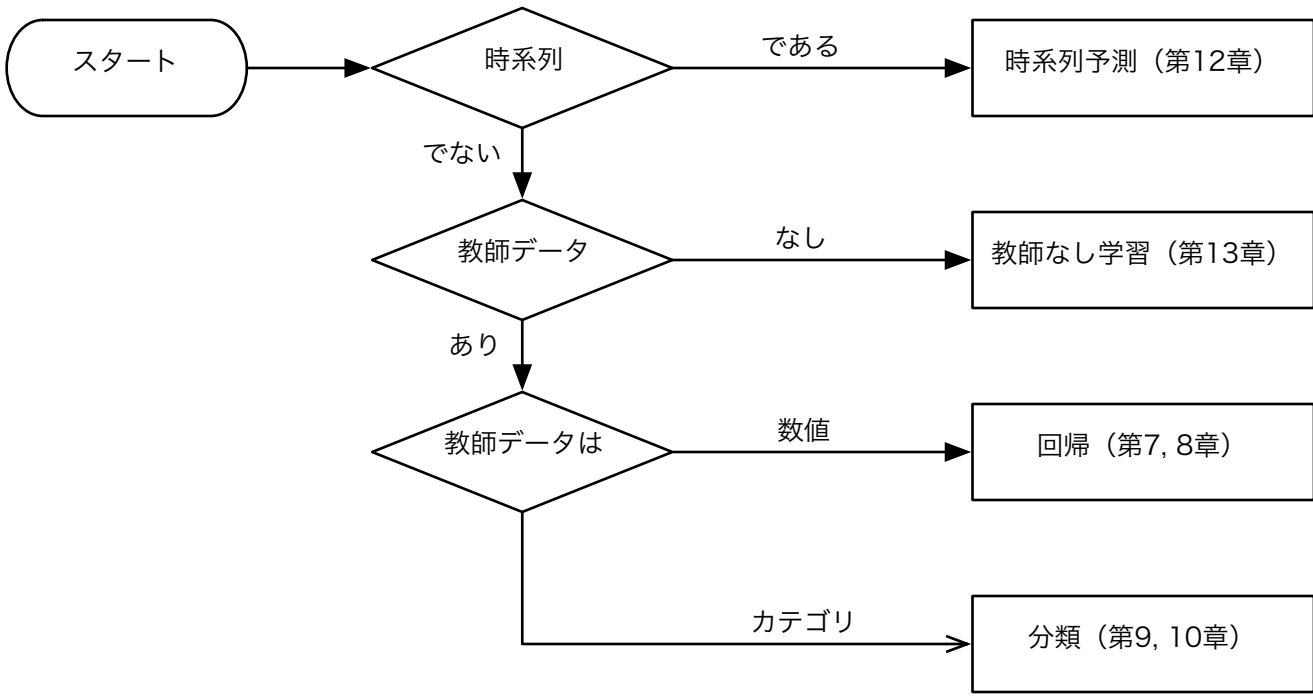 スタート
時系列
である
時系列予測（第12章）
でない
教師データ
なし
教師なし学習（第13章）
あり
教師データは
数値
回帰（第7, 8章）
カテゴリ
分類（第9, 10章）